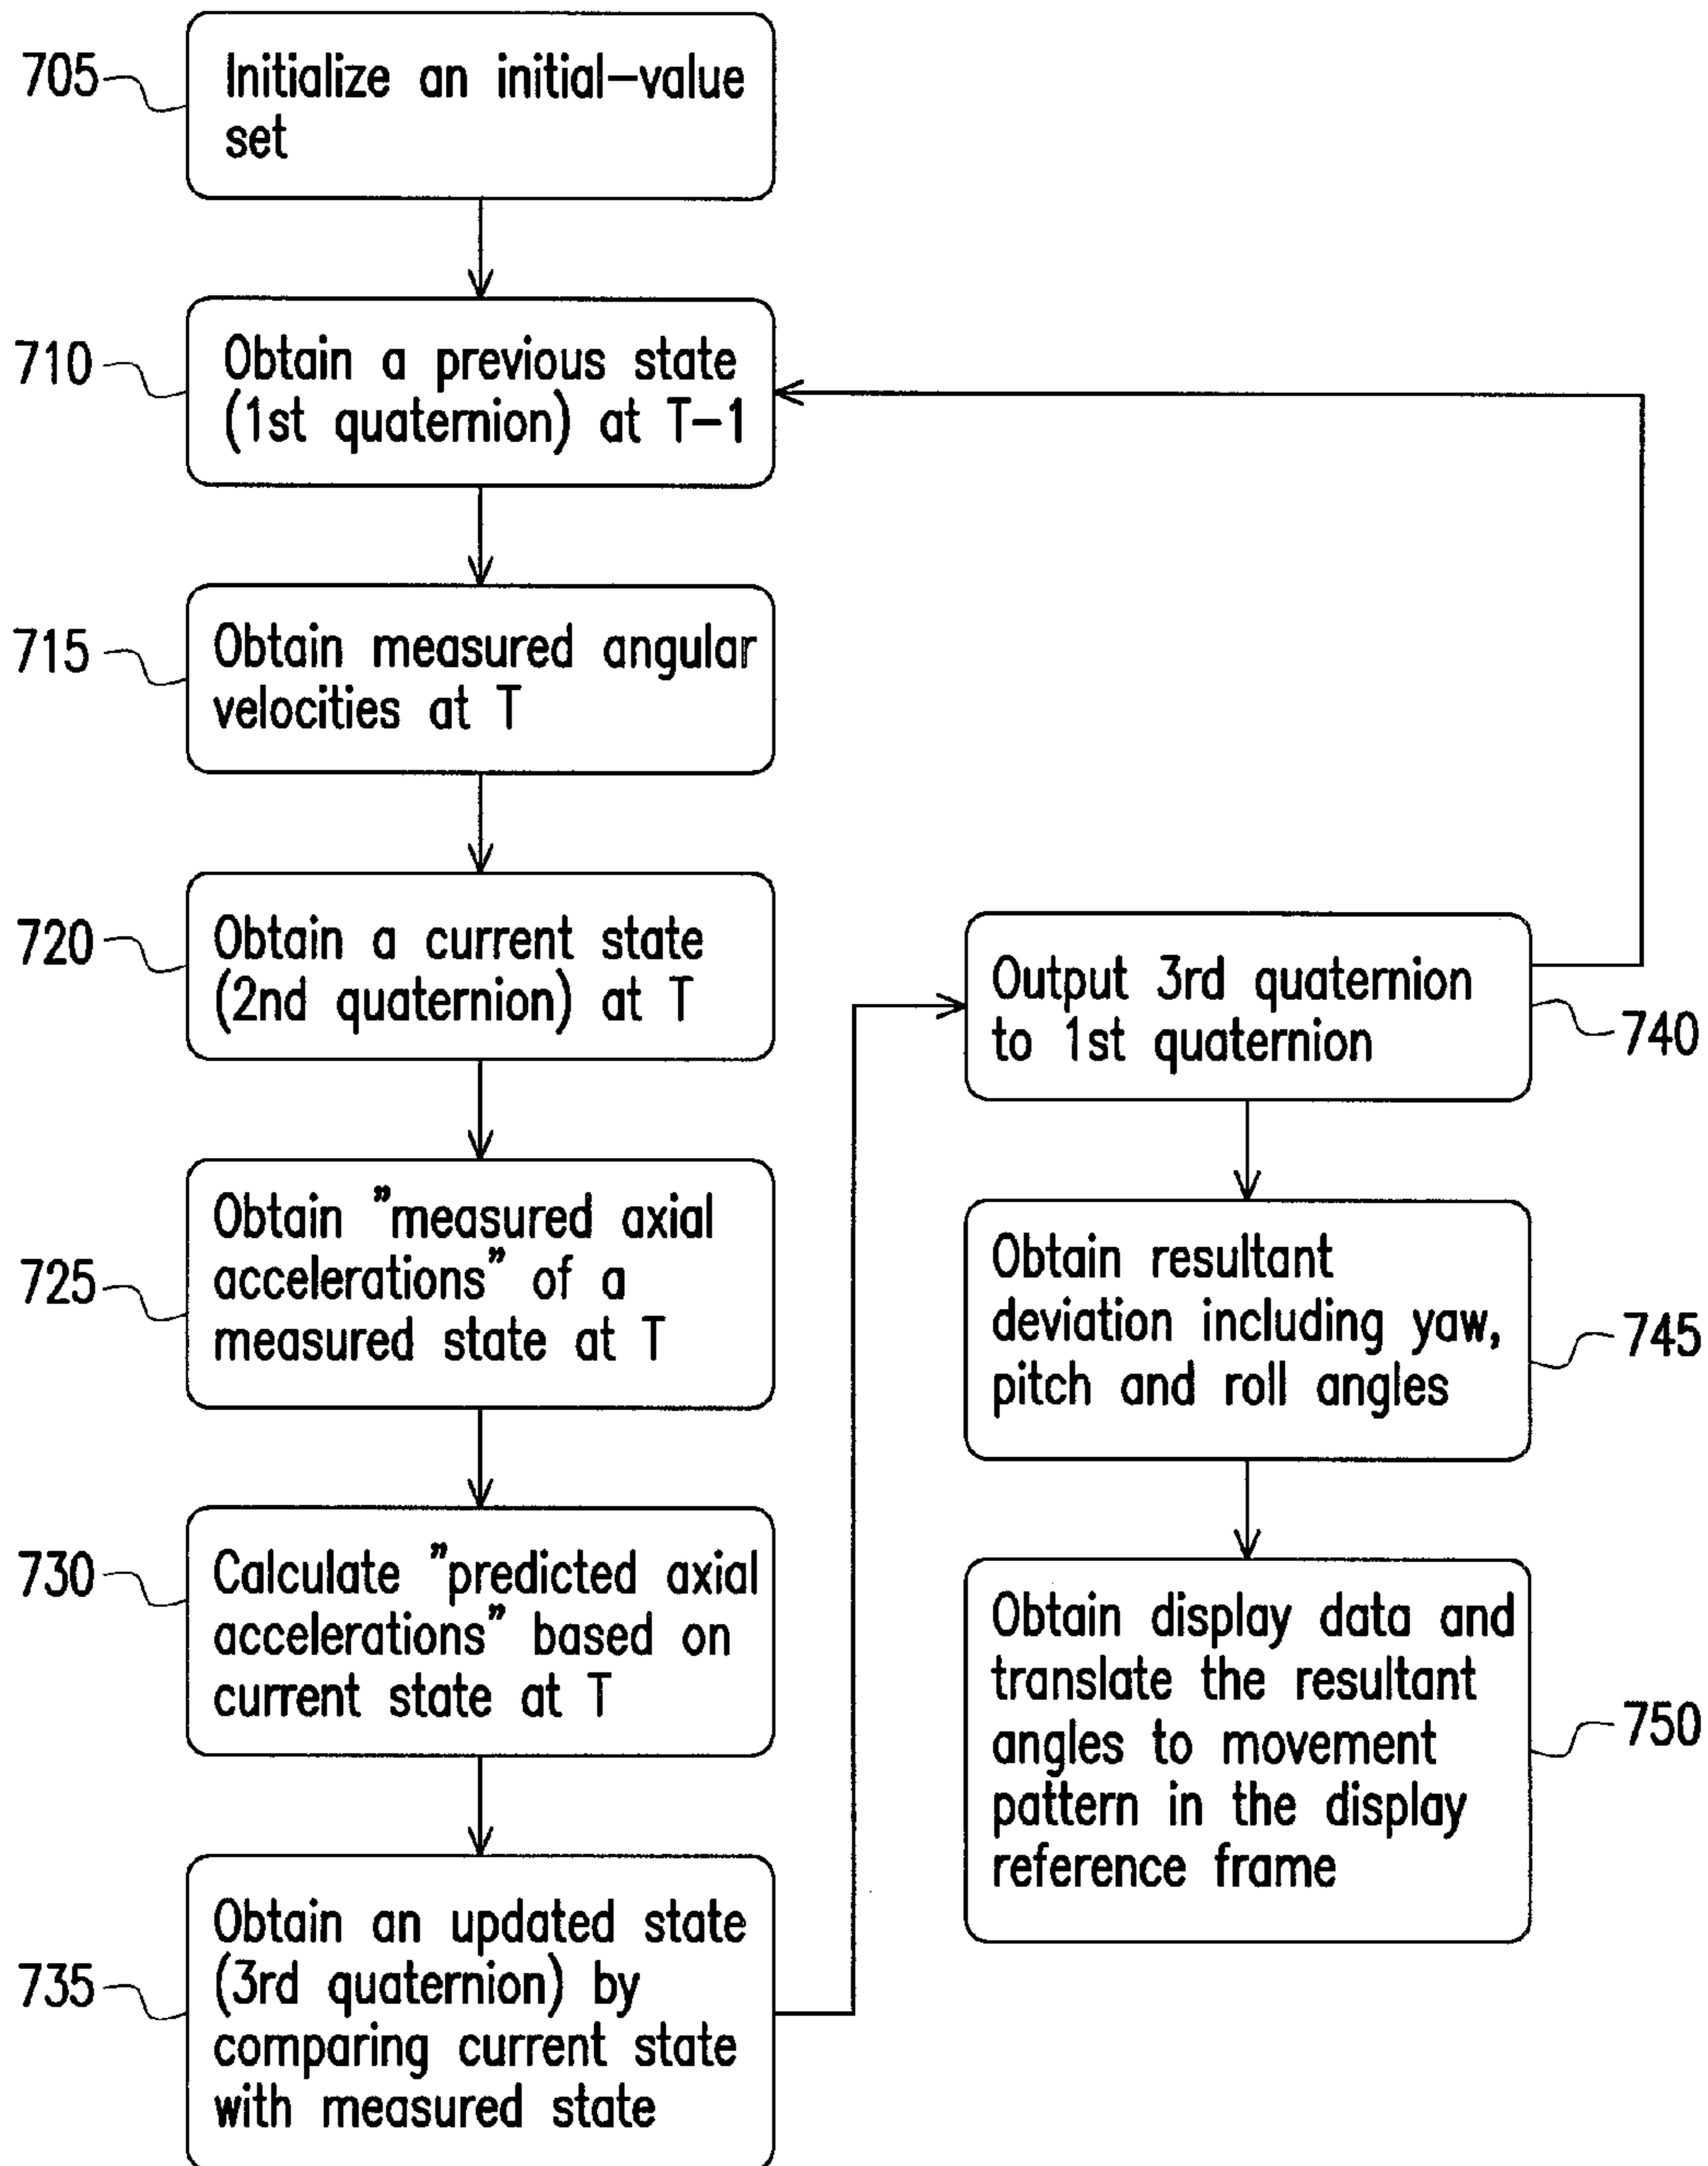 705
Initialize an initial-value
set
710
Obtain a previous state
(1st quaternion) at T-1
715
Obtain measured angular
velocities at T
720
Obtain a current state
(2nd quaternion) at T
725
Obtain "measured axial
accelerations" of a
measured state at T
730
Calculate "predicted axial
accelerations" based on
current state at T
735
Obtain an updated state
(3rd quaternion) by
comparing current state
with measured state
Output 3rd quaternion
to 1st quaternion
740
Obtain resultant
deviation including yaw,
pitch and roll angles
745
Obtain display data and
translate the resultant
angles to movement
pattern in the display
reference frame
750